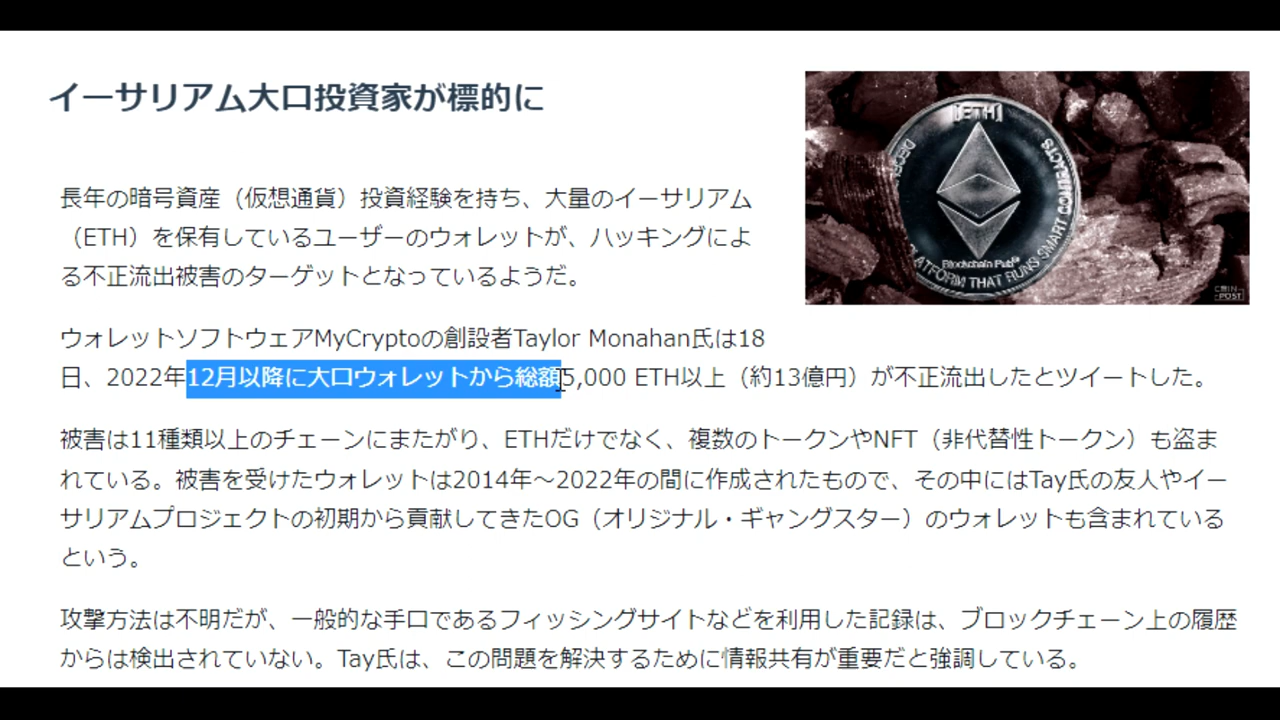 イーサリアム大口投資家が標的に
[ETH]
SMART CONTRACTS
Blockchain Pub
PLATFORM THAT RUNS
COIN
POST
長年の暗号資産（仮想通貨）投資経験を持ち、大量のイーサリアム
（ETH）を保有しているユーザーのウォレットが、ハッキングによ
る不正流出被害のターゲットとなっているようだ。
ウォレットソフトウェアMyCryptoの創設者Taylor Monahan氏は18
日、2022年12月以降に大口ウォレットから総額5,000 ETH以上（約13億円）が不正流出したとツイートした。
被害は11種類以上のチェーンにまたがり、ETHだけでなく、複数のトークンやNFT（非代替性トークン）も盗ま
れている。被害を受けたウォレットは2014年～2022年の間に作成されたもので、その中にはTay氏の友人やイー
サリアムプロジェクトの初期から貢献してきたOG（オリジナル・ギャングスター）のウォレットも含まれている
という。
攻撃方法は不明だが、一般的な手口であるフィッシングサイトなどを利用した記録は、ブロックチェーン上の履歴
からは検出されていない。Tay氏は、この問題を解決するために情報共有が重要だと強調している。